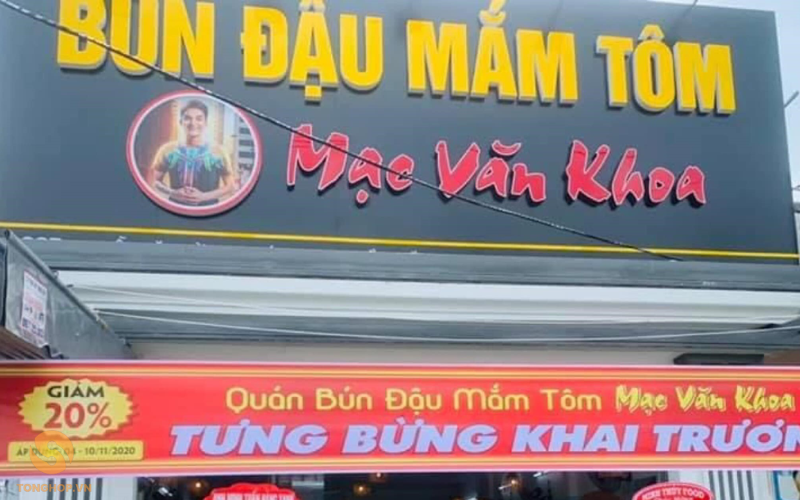 BÚN ĐẬU MẮM TÔM
Mạc Văn Khoa
Quán Bún Đậu Mắm Tôm Mạc Văn Khoa
GIẢM
20%
ÁP DỤNG: 04 - 10/11/2020
TƯNG BỪNG KHAI TRƯƠN